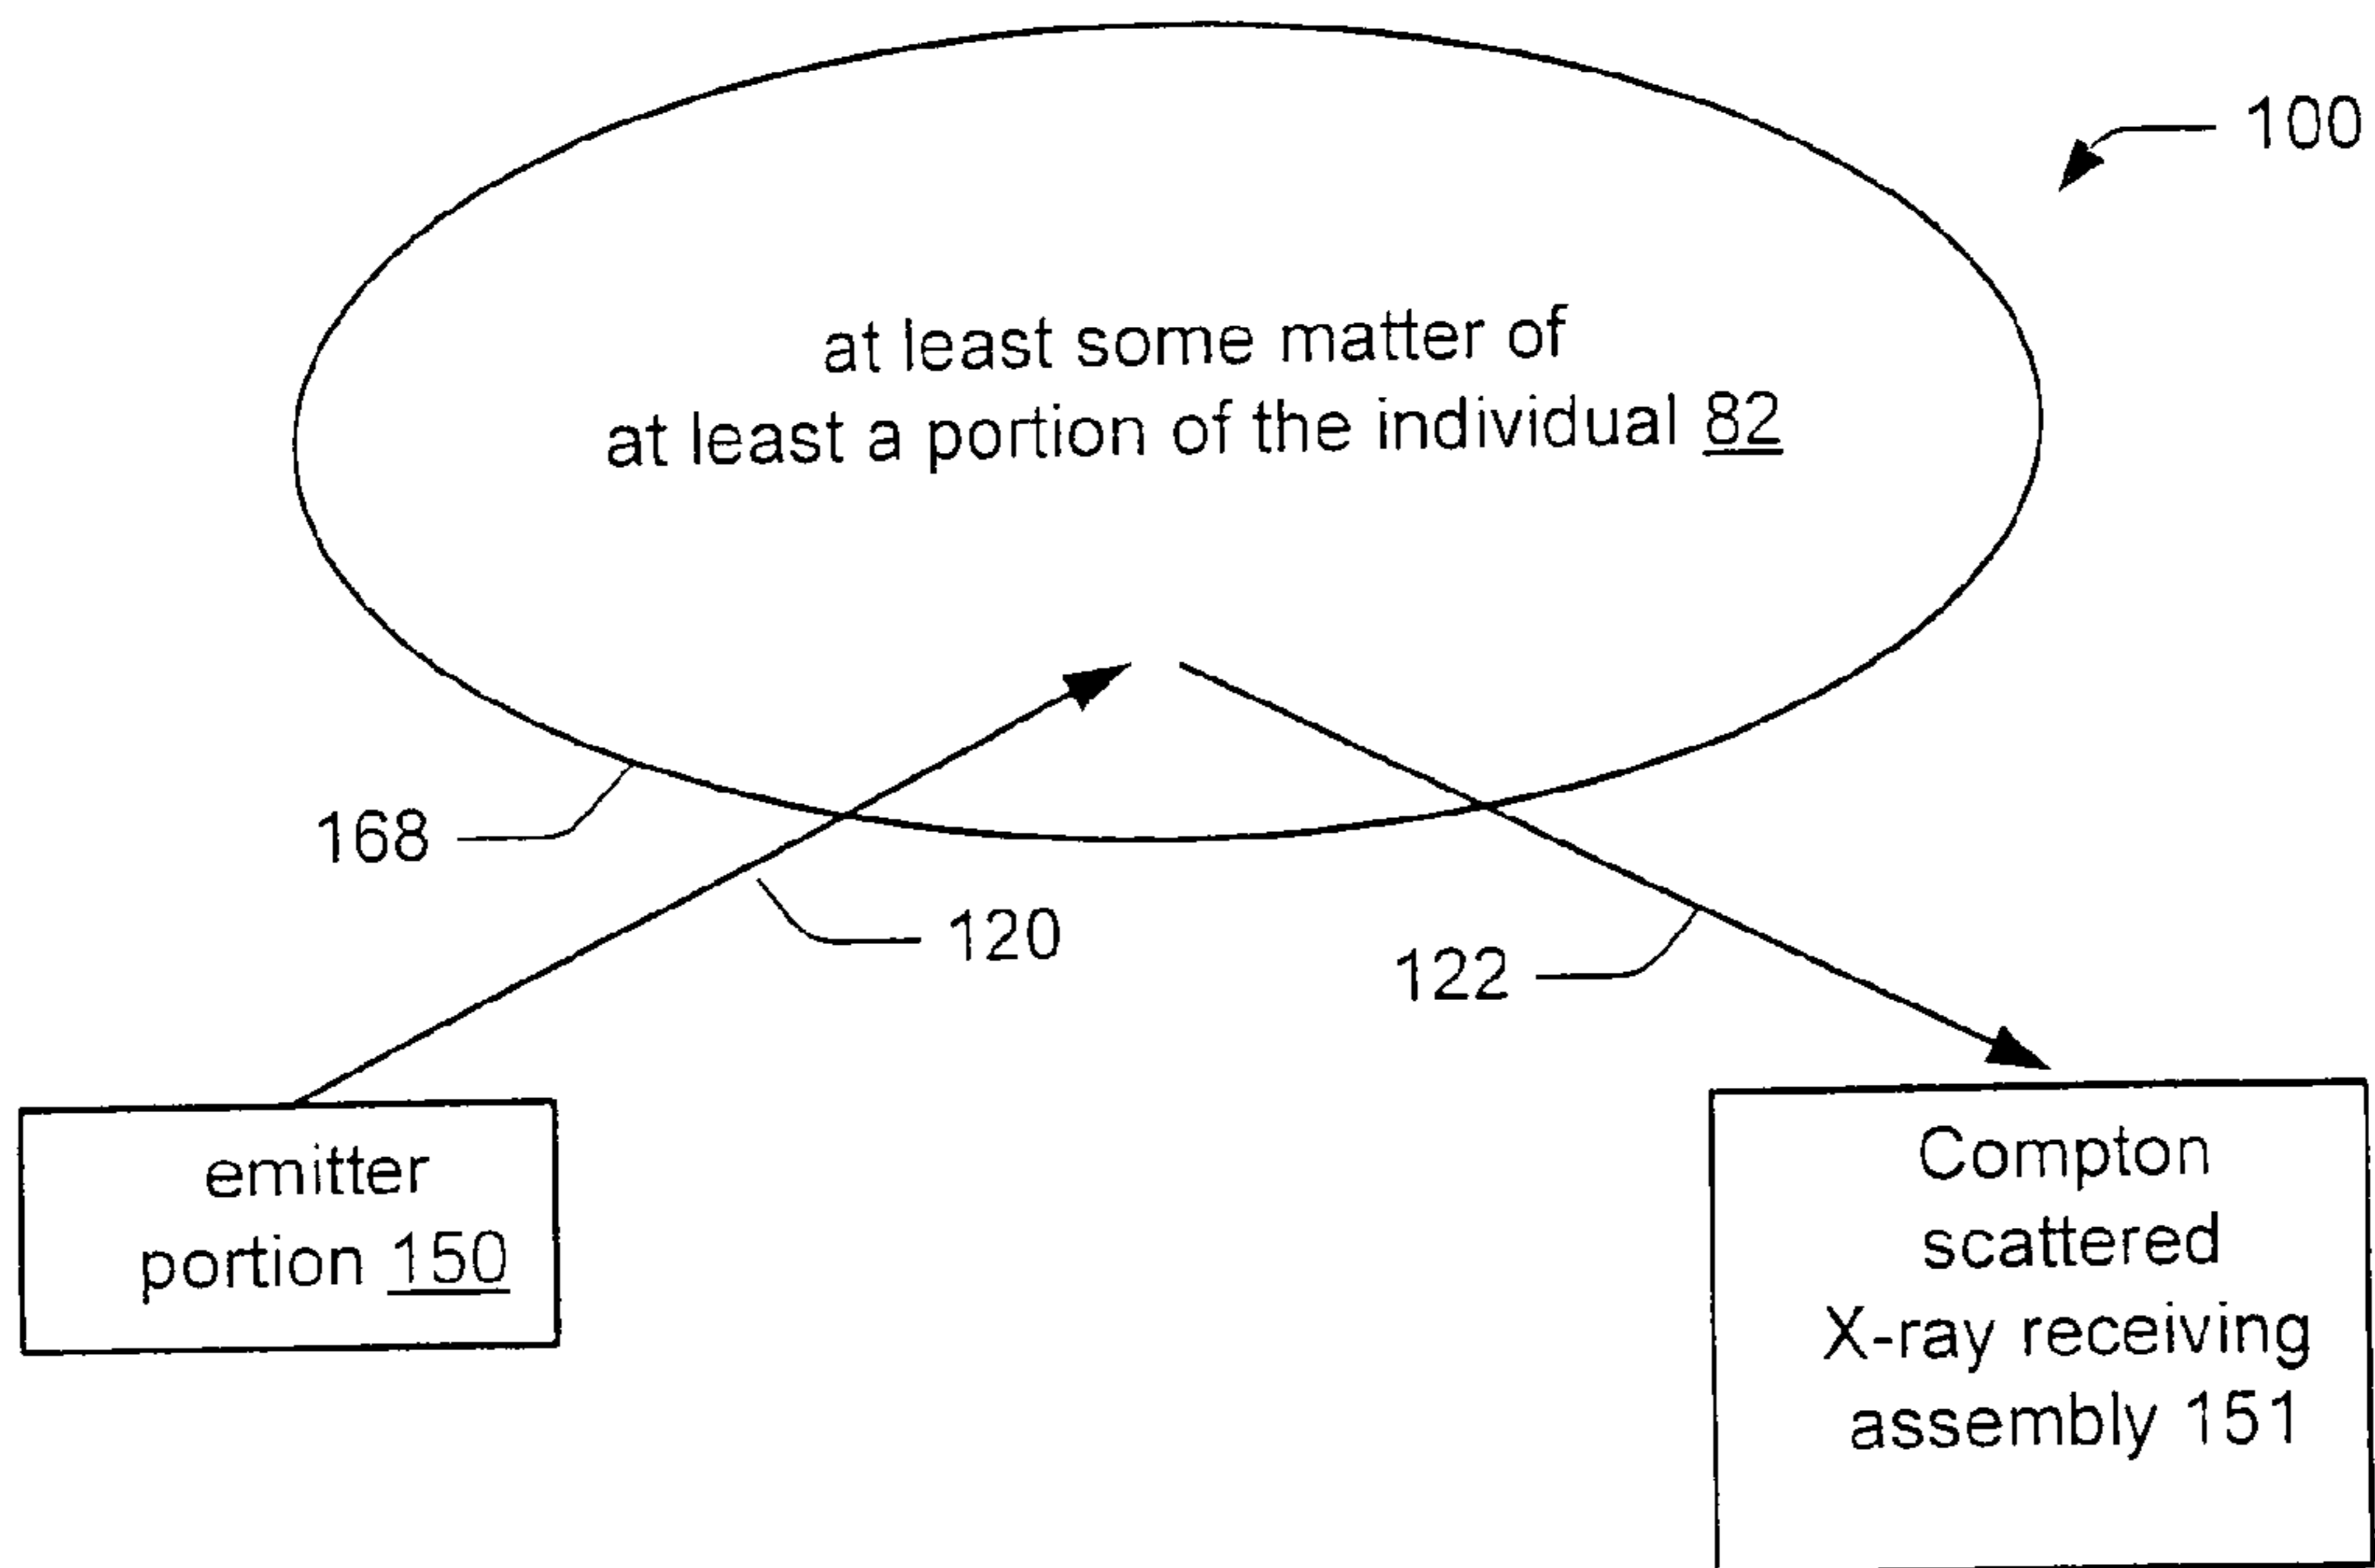 100
at least some matter of
at least a portion of the individual 82
168
120
122
emitter
portion 150
Compton
scattered
X-ray receiving
assembly 151